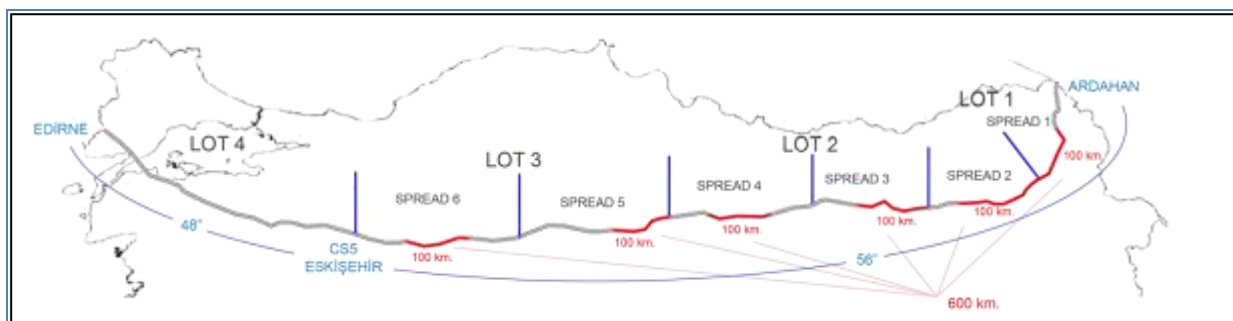 ARDAHAN
LOT 1
SPREAD 1
EDİRNE
LOT 4
LOT 2
100 km.
LOT 3
SPREAD 2
SPREAD 3
SPREAD 4
SPREAD 6
SPREAD 5
100 km.
100 km.
48"
100 km.
100 km.
CS5
100 km.
56"
ESKİŞEHİR
600 km.